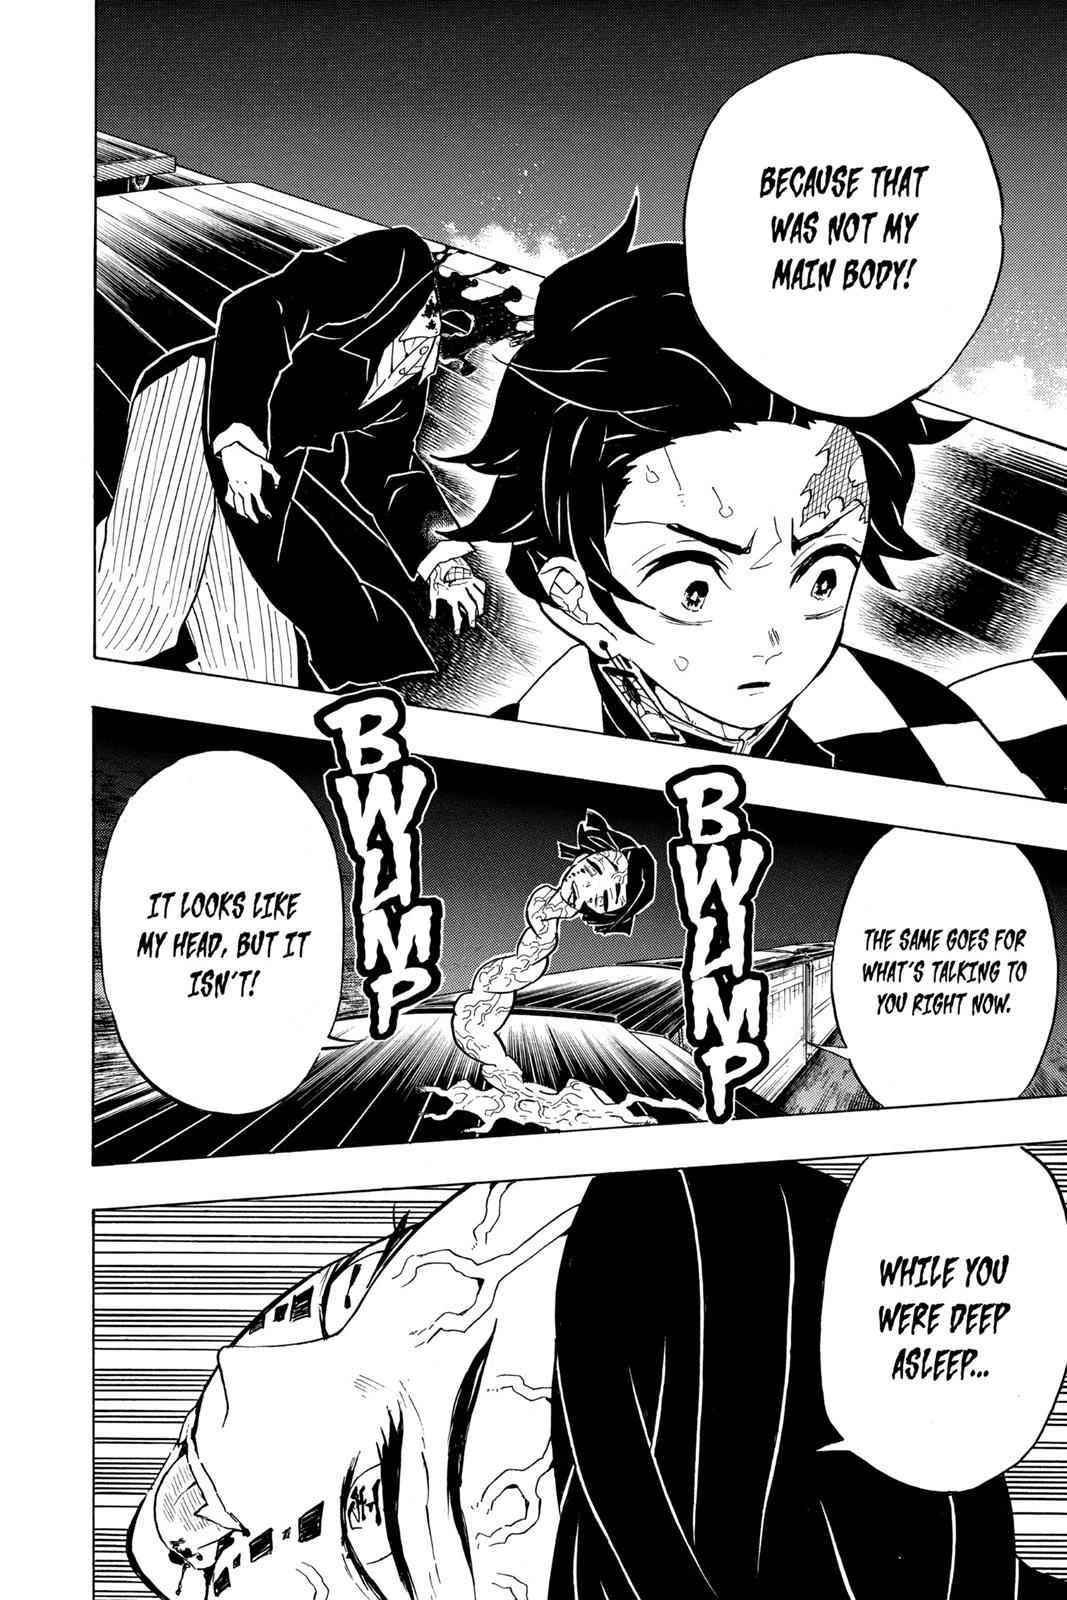 BECAUSE THAT
WAS NOT MY
MAIN BODY!
THE SAME GOES FOR
WHAT'S TALKING TO
YOU RIGHT NOW.
BWUMP
BWUMP
IT LOOKS LIKE
MY HEAD, BUT IT
ISN'T!
WHILE YOU
WERE DEEP
ASLEEP...